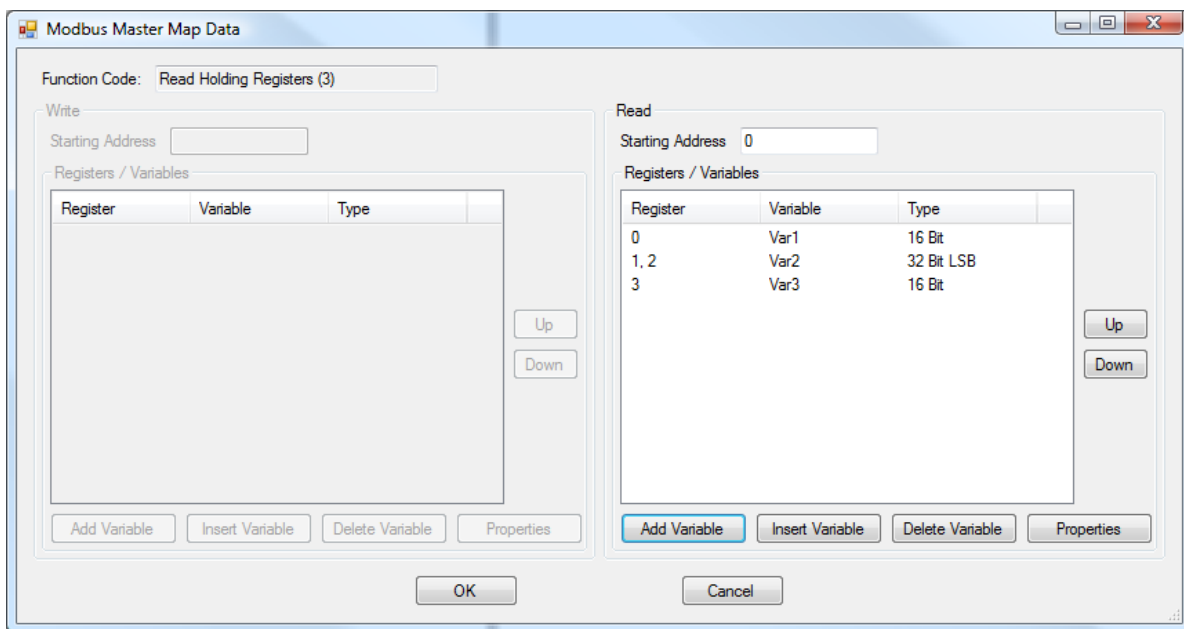 Modbus Master Map Data
Function Code: Read Holding Registers (3)
Write
Starting Address
Registers / Variables
Register Variable Type
Up
Down
Add Variable Insert Variable Delete Variable Properties
Read
Starting Address 0
Registers / Variables
Register Variable Type
0 Var1 16 Bit
1, 2 Var2 32 Bit LSB
3 Var3 16 Bit
Up
Down
Add Variable Insert Variable Delete Variable Properties
OK Cancel